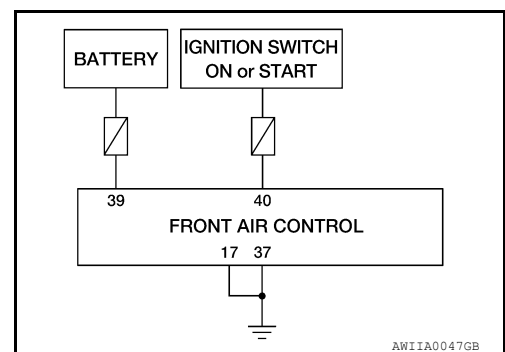 BATTERY
IGNITION SWITCH
ON or START
39 40
FRONT AIR CONTROL
17 37
AWIIA0047GB